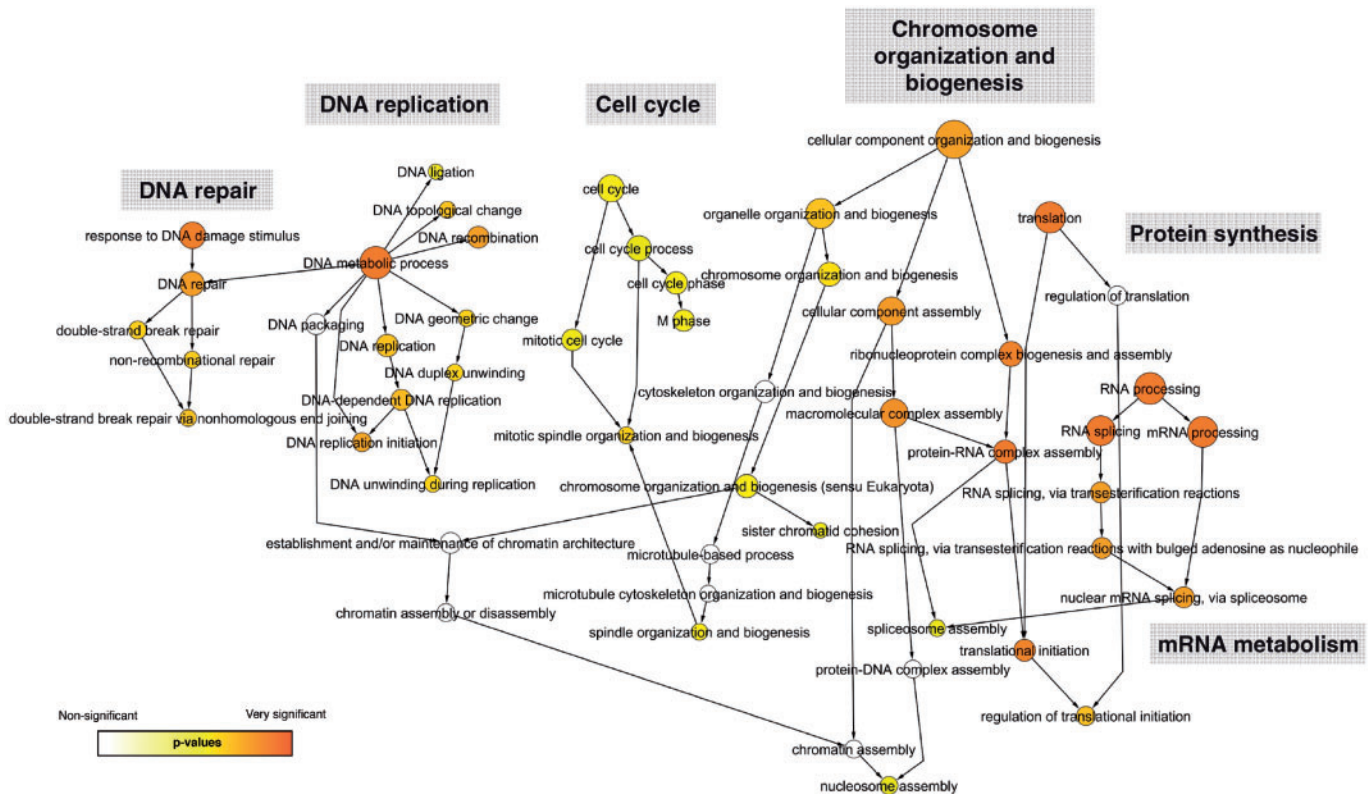 Chromosome
organization and
biogenesis
DNA replication
Cell cycle
cellular component organization and biogenesis
DNA ligation
DNA repair
cell cycle
DNA topological change
organelle organization and biogenesis
translation
response to DNA damage stimulus
DNA recombination
Protein synthesis
cell cycle process
DNA metabolic process
chromosome organization and biogenesis
DNA repair
cell cycle phase
regulation of translation
cellular component assembly
DNA packaging
DNA geometric change
M phase
double-strand break repair
mitotic cell cycle
DNA replication
ribonucleoprotein complex biogenesis and assembly
non-recombinational repair
DNA duplex unwinding
RNA processing
cytoskeleton organization and biogenesis
DNA-dependent DNA replication
macromolecular complex assembly
double-strand break repair via nonhomologous end joining
RNA splicing
mRNA processing
DNA replication initiation
mitotic spindle organization and biogenesis
protein-RNA complex assembly
DNA unwinding during replication
chromosome organization and biogenesis (sensu Eukaryota)
RNA splicing, via transesterification reactions
sister chromatid cohesion
establishment and/or maintenance of chromatin architecture
microtubule-based process
RNA splicing, via transesterification reactions with bulged adenosine as nucleophile
microtubule cytoskeleton organization and biogenesis
nuclear mRNA splicing, via spliceosome
chromatin assembly or disassembly
spindle organization and biogenesis
spliceosome assembly
translational initiation
mRNA metabolism
protein-DNA complex assembly
Non-significant
Very significant
regulation of translational initiation
p-values
chromatin assembly
nucleosome assembly